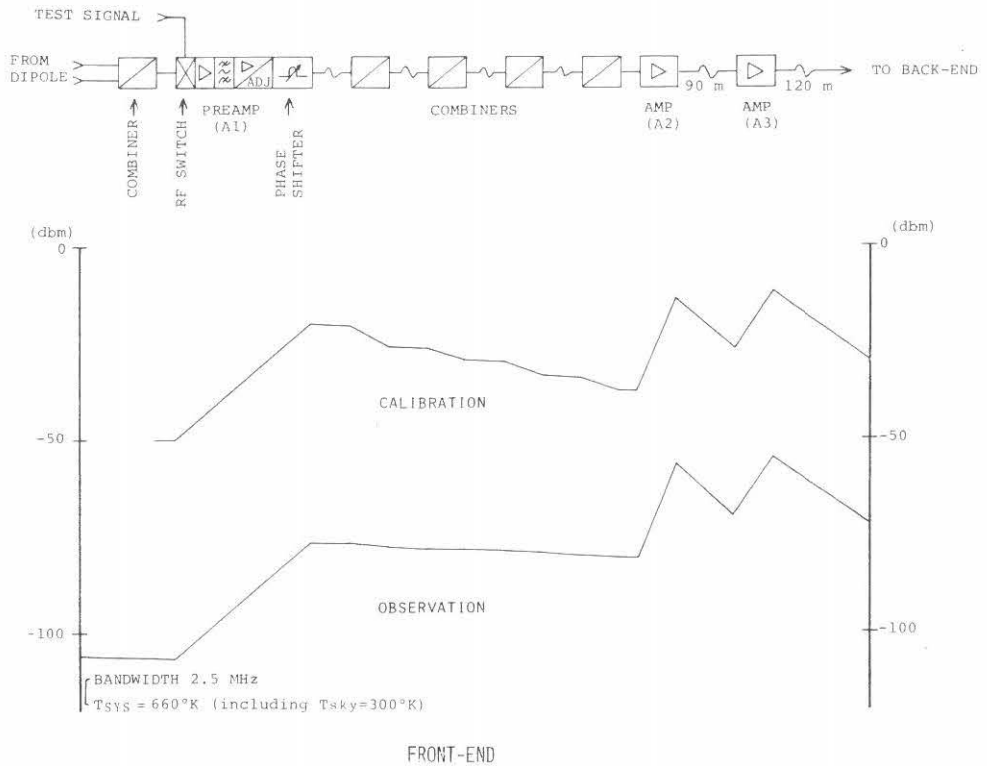 TEST SIGNAL
FROM
DIPOLE
TO BACK-END
ADJ
PREAMP
(A1)
COMBINERS
AMP
(A2)
90 m
AMP
(A3)
120 m
COMBINER
RF SWITCH
PHASE
SHIFTER
(dbm)
0
-50
-100
(dbm)
0
-50
-100
CALIBRATION
OBSERVATION
BANDWIDTH 2.5 MHz
TSYS = 660°K (including Tsky=300°K)
FRONT-END